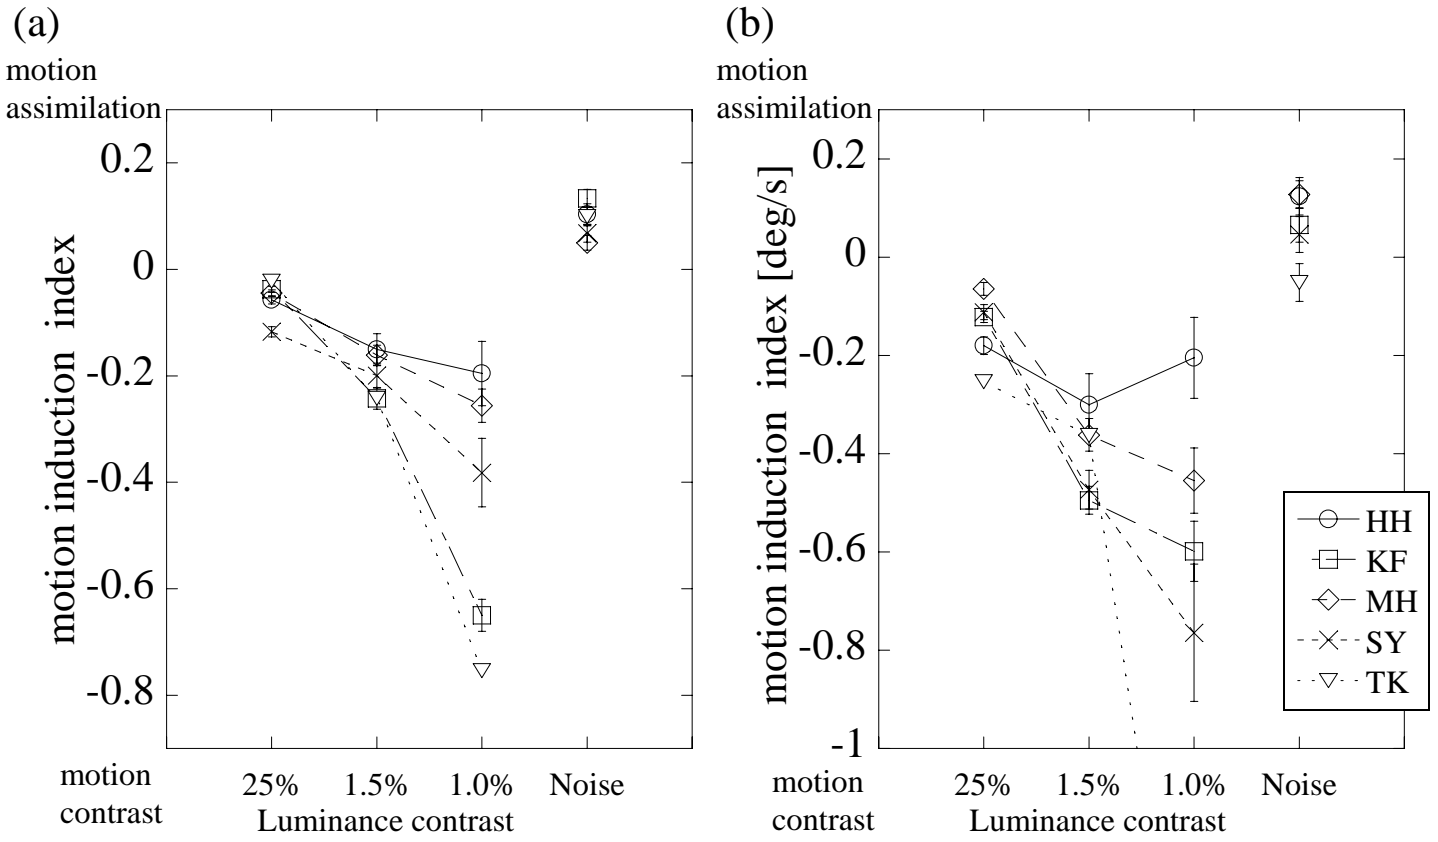 (a)
motion
assimilation
0.2
0
-0.2
-0.4
-0.6
-0.8
motion induction index
motion
contrast
25% 1.5% 1.0% Noise
Luminance contrast
(b)
motion
assimilation
0.2
0
-0.2
-0.4
-0.6
-0.8
-1
motion induction index [deg/s]
motion
contrast
25% 1.5% 1.0% Noise
Luminance contrast
HH
KF
MH
SY
TK